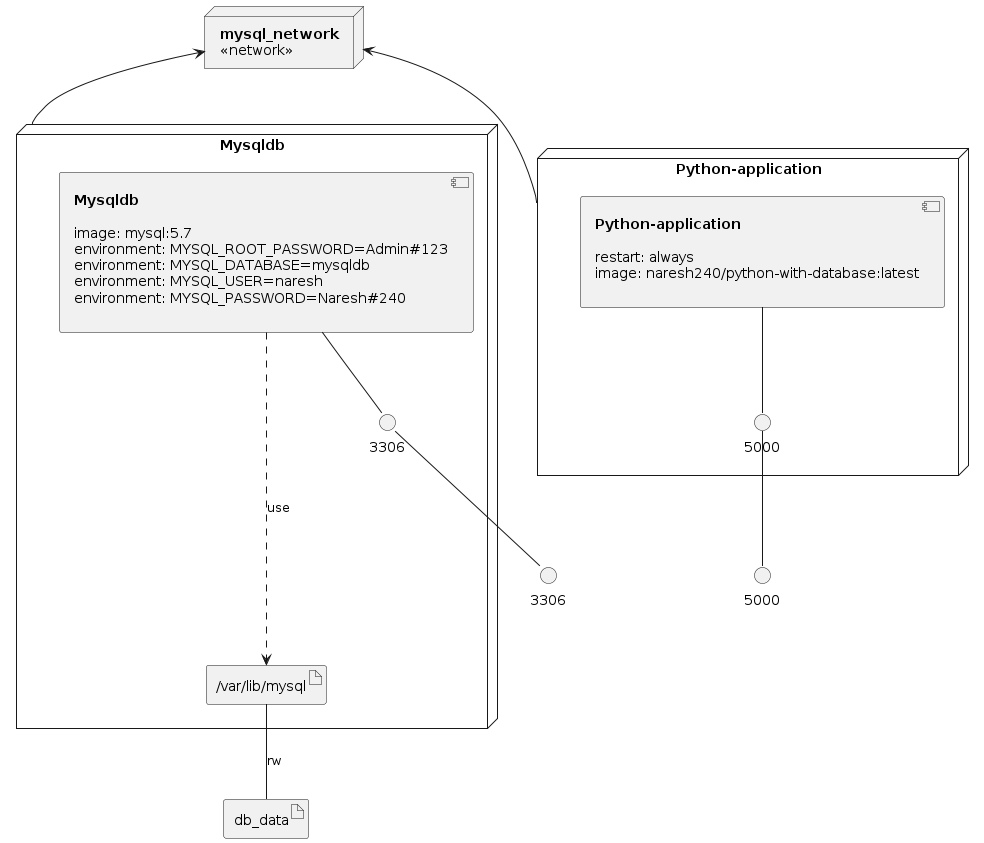 mysql_network
«network»
Mysqldb
Mysqldb
image: mysql:5.7
environment: MYSQL_ROOT_PASSWORD=Admin#123
environment: MYSQL_DATABASE=mysqldb
environment: MYSQL_USER=naresh
environment: MYSQL_PASSWORD=Naresh#240
Python-application
Python-application
restart: always
image: naresh240/python-with-database:latest
3306
5000
use
3306
5000
/var/lib/mysql
rw
db_data